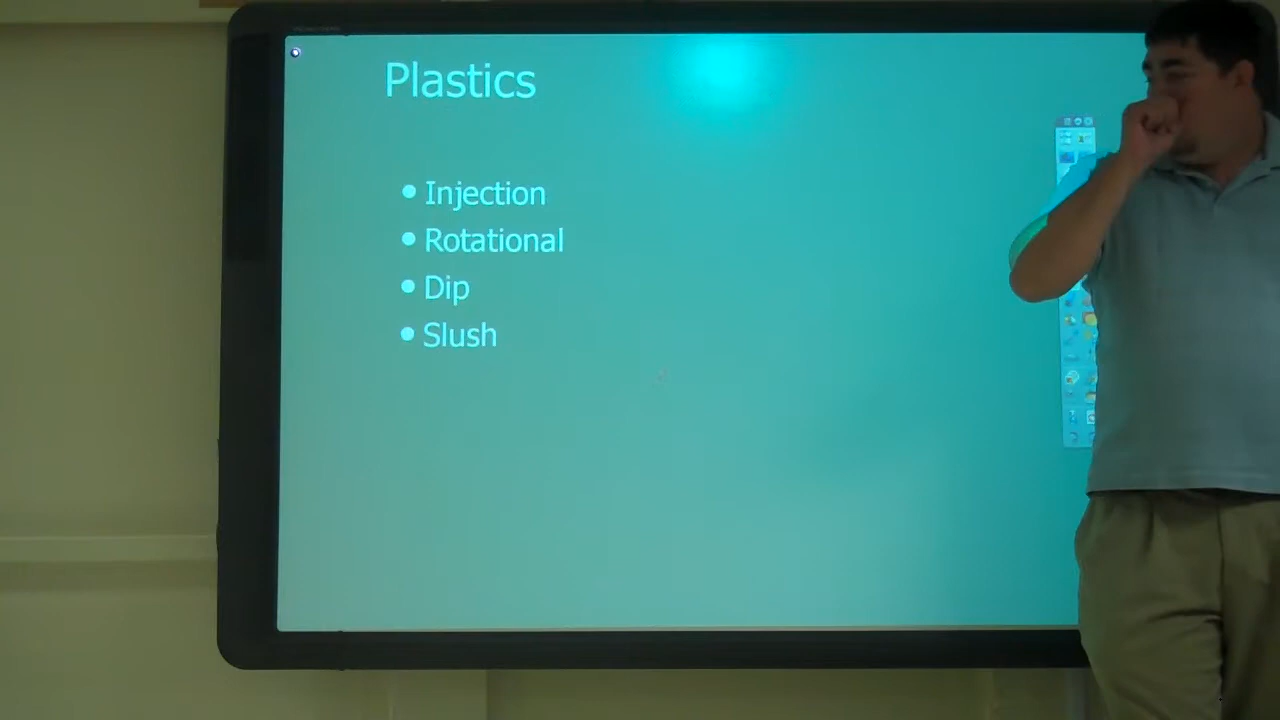 Plastics
• Injection
• Rotational
• Dip
• Slush